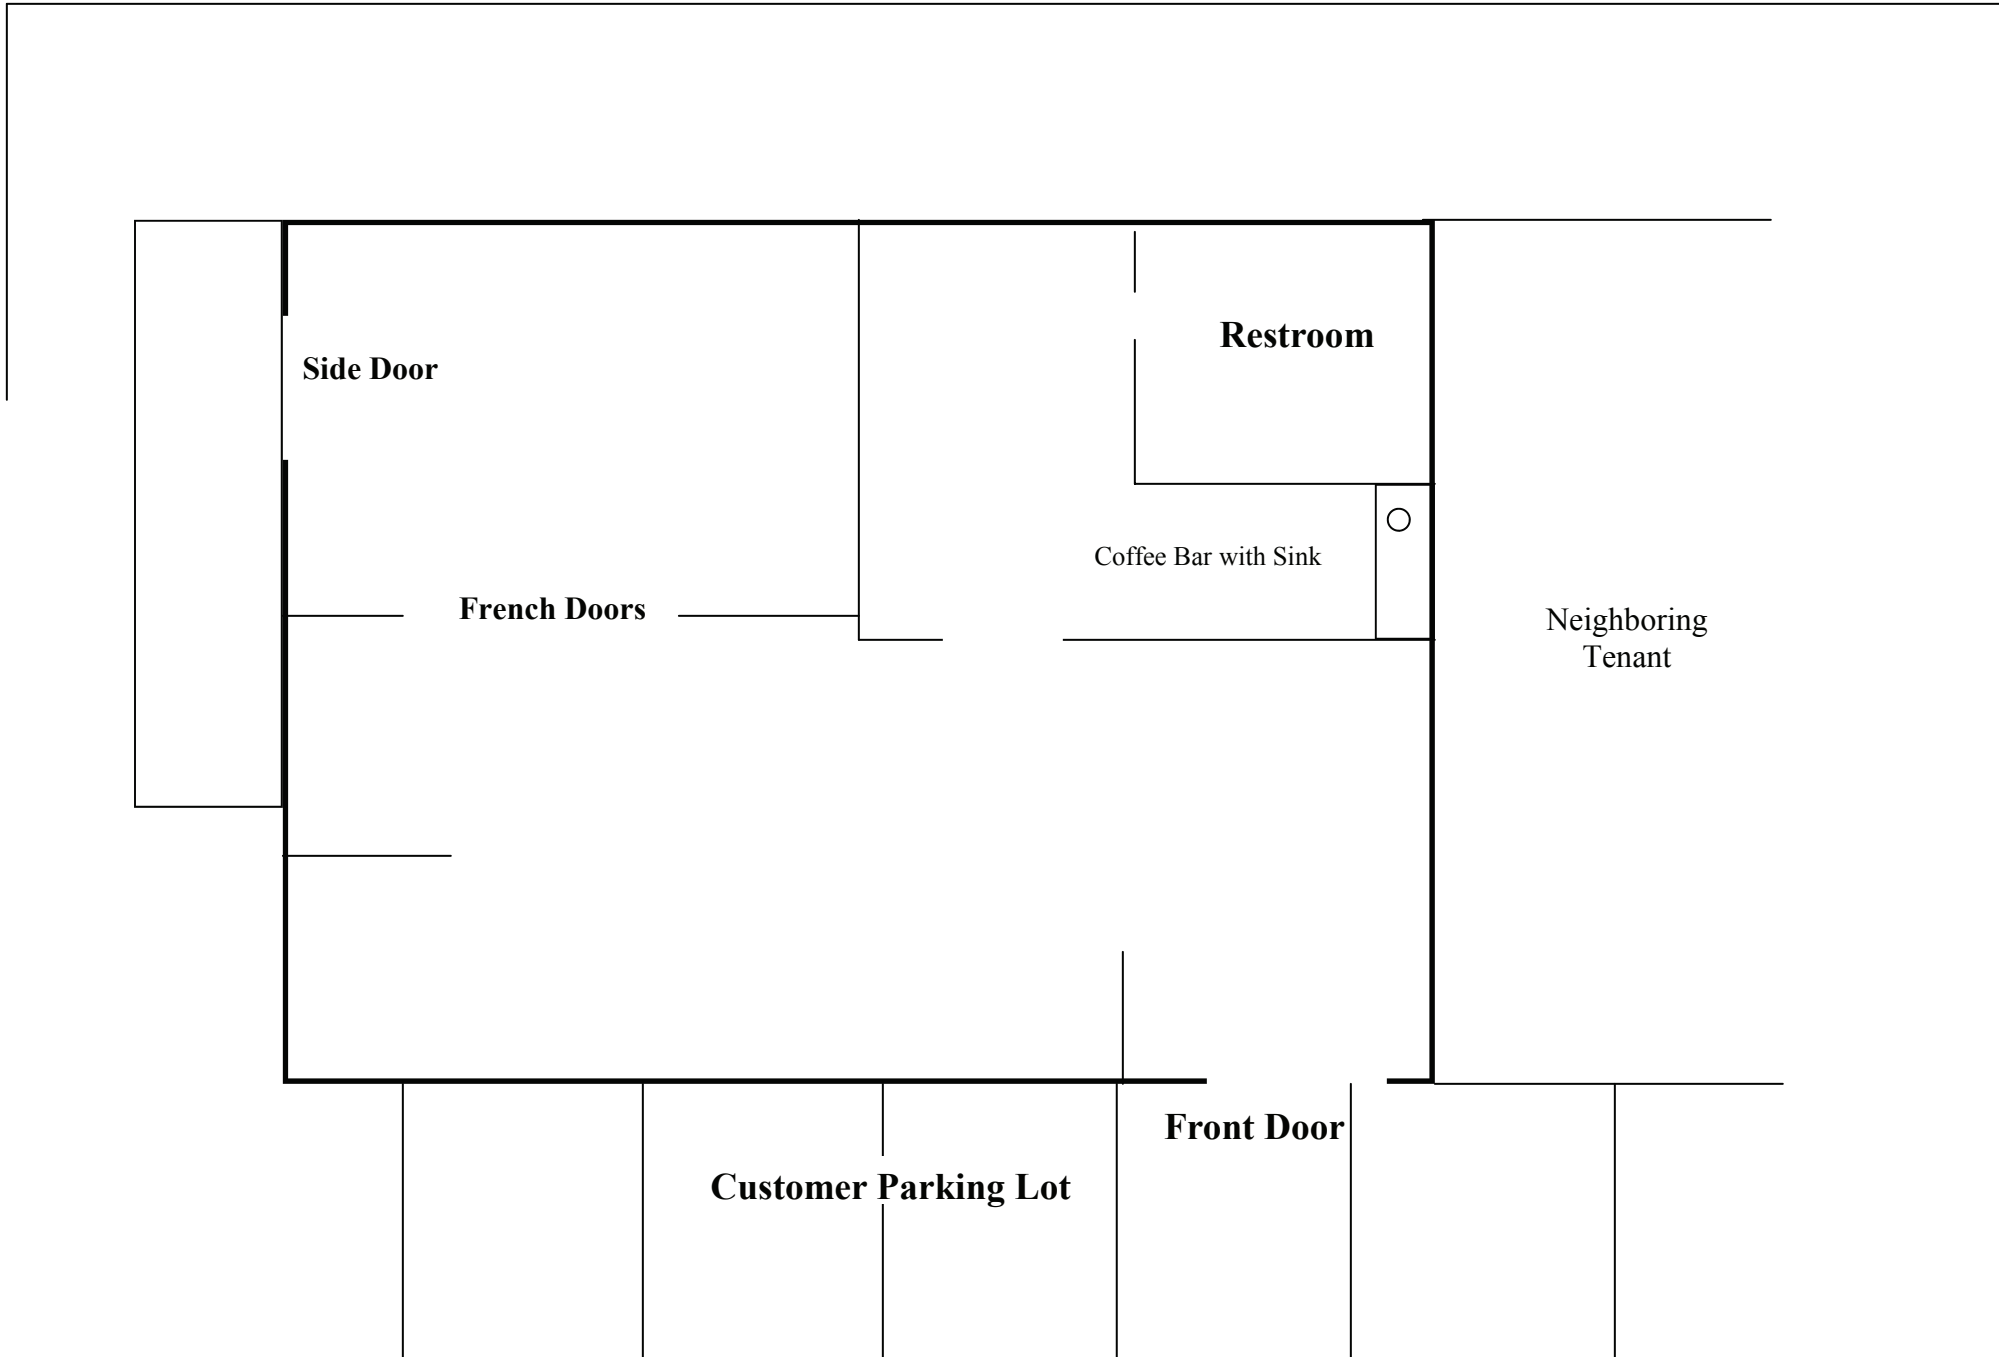 Restroom
Side Door
Coffee Bar with Sink
French Doors
Neighboring
Tenant
Front Door
Customer Parking Lot